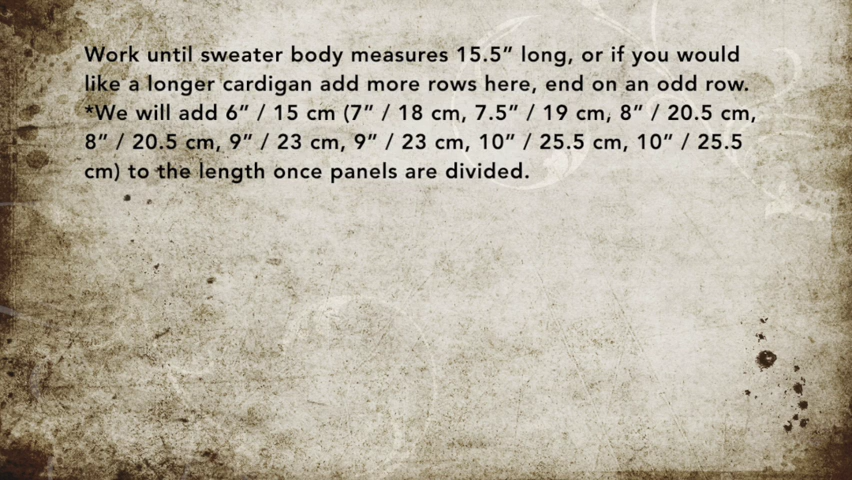 Work until sweater body measures 15.5” long, or if you would
like a longer cardigan add more rows here, end on an odd row.
*We will add 6” / 15 cm (7” / 18 cm, 7.5” / 19 cm, 8” / 20.5 cm,
8” / 20.5 cm, 9” / 23 cm, 9” / 23 cm, 10” / 25.5 cm, 10” / 25.5
cm) to the length once panels are divided.